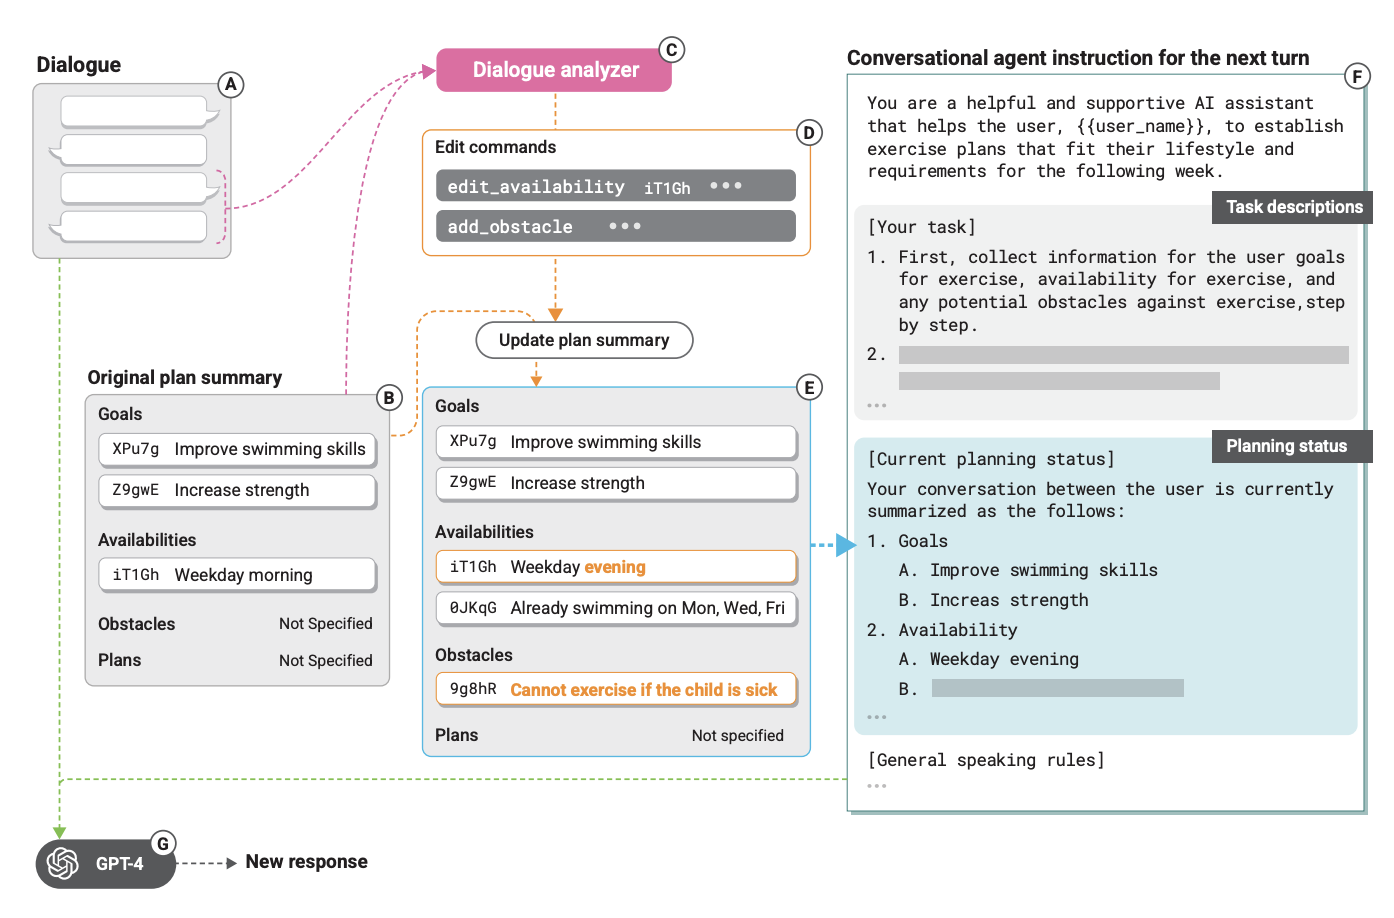 Dialogue
A
Dialogue analyzer
C
Edit commands
D
edit_availability iT1Gh •••
add_obstacle •••
Update plan summary
Original plan summary
B
Goals
XPu7g Improve swimming skills
Z9gwE Increase strength
Availabilities
iT1Gh Weekday morning
Obstacles Not Specified
Plans Not Specified
E
Goals
XPu7g Improve swimming skills
Z9gwE Increase strength
Availabilities
iT1Gh Weekday evening
0JKqG Already swimming on Mon, Wed, Fri
Obstacles
9g8hR Cannot exercise if the child is sick
Plans Not specified
Conversational agent instruction for the next turn
F
You are a helpful and supportive AI assistant
that helps the user, {{user_name}}, to establish
exercise plans that fit their lifestyle and
requirements for the following week.
Task descriptions
[Your task]
1. First, collect information for the user goals
for exercise, availability for exercise, and
any potential obstacles against exercise,step
by step.
2.
•••
Planning status
[Current planning status]
Your conversation between the user is currently
summarized as the follows:
1. Goals
A. Improve swimming skills
B. Increas strength
2. Availability
A. Weekday evening
B.
•••
[General speaking rules]
•••
G
GPT-4
New response